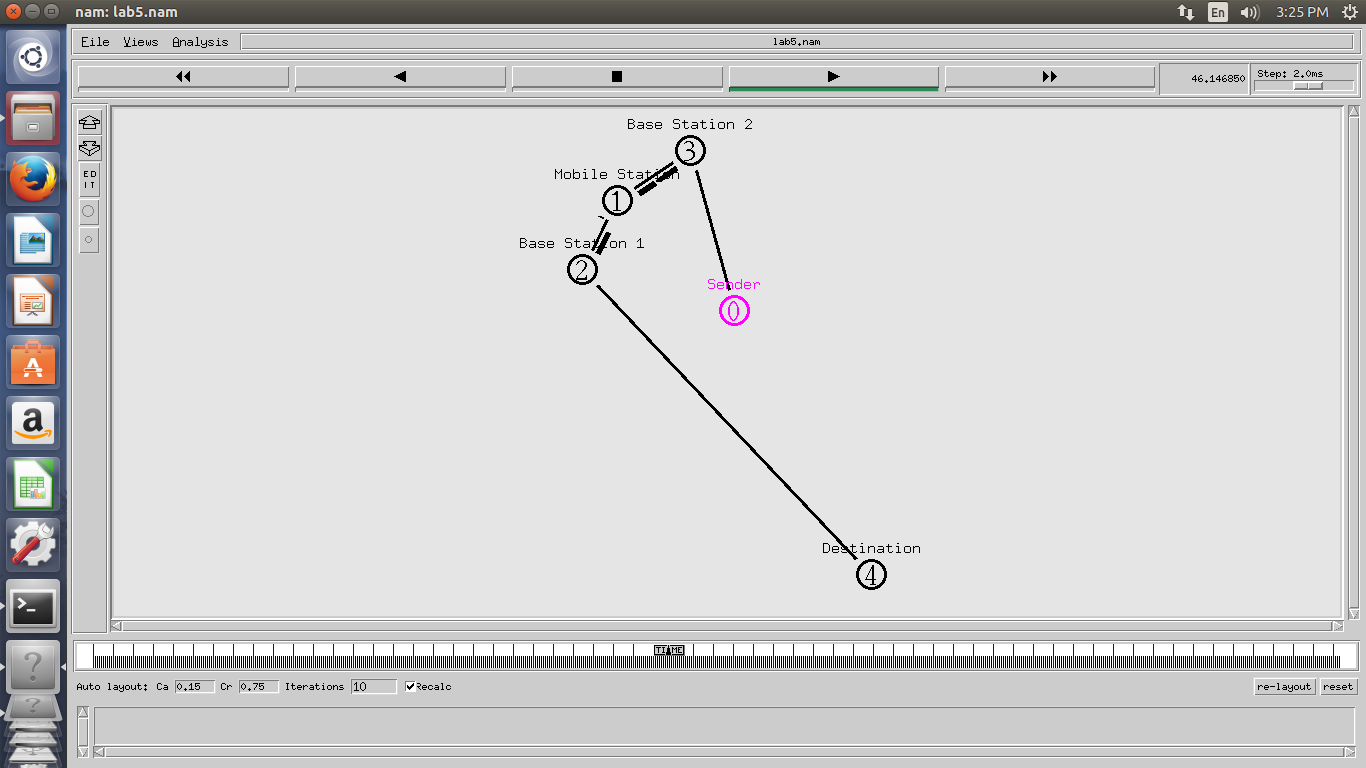 nam: lab5.nam
En
3:25 PM
File Views Analysis
lab5.nam
46.146850
Step: 2.0ms
ED
IT
Base Station 2
3
Mobile Station
1
Base Station 1
2
Sender
0
Destination
4
TIME
Auto layout: Ca 0.15 Cr 0.75 Iterations 10 Recalc
re-layout
reset